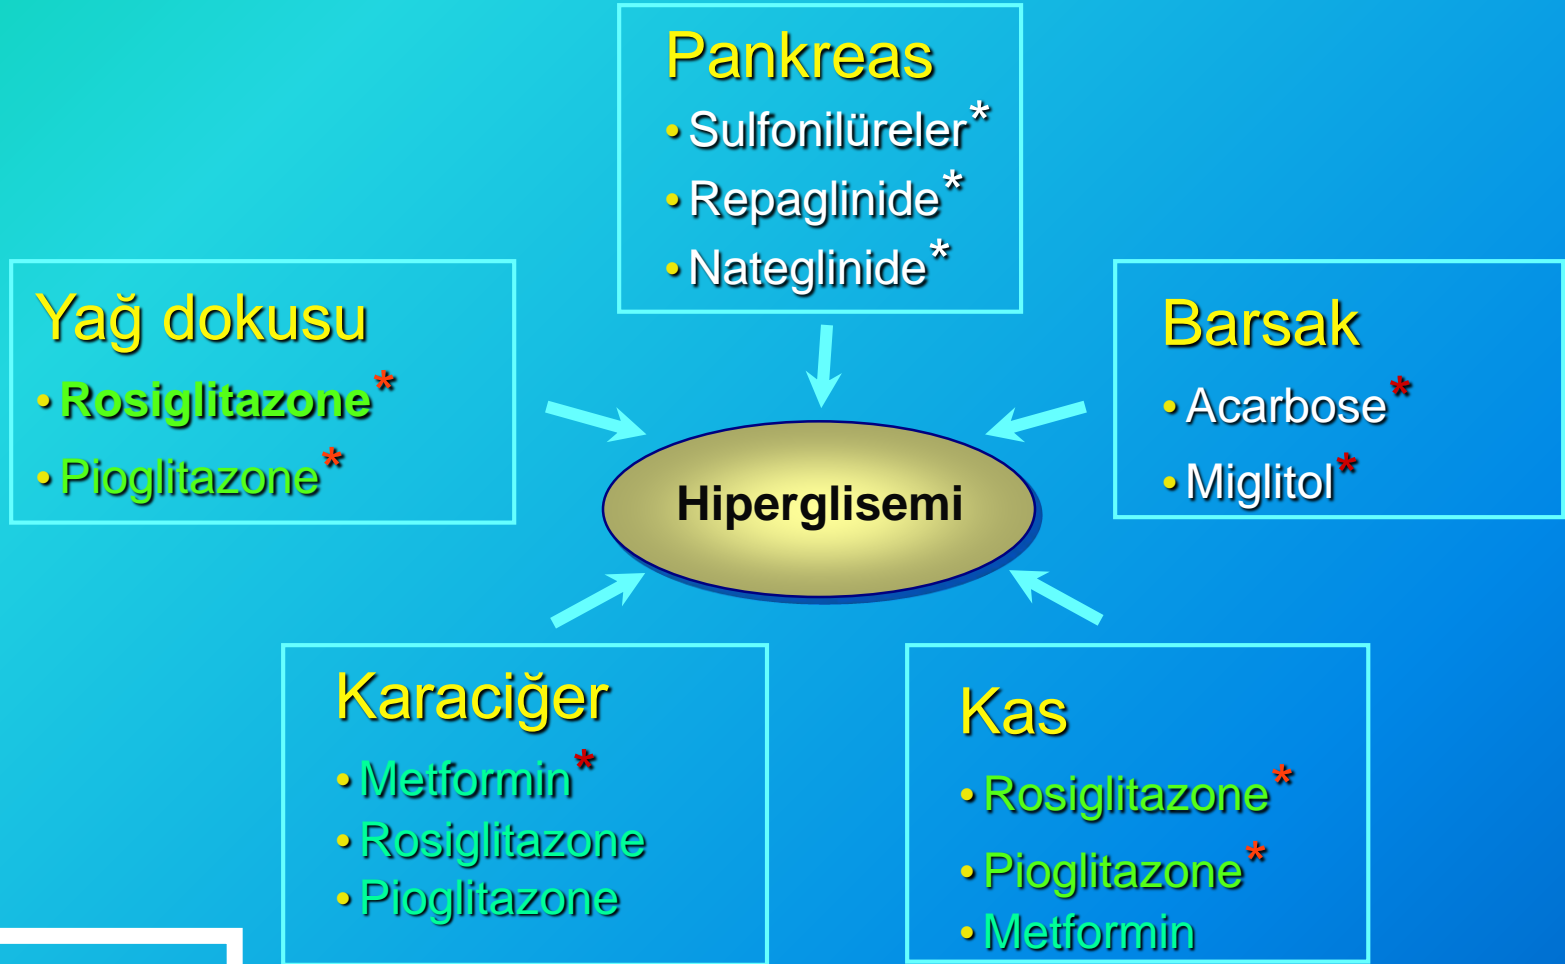 Pankreas
• Sulfonilüreler*
• Repaglinide*
• Nateglinide*
Yağ dokusu
• Rosiglitazone*
• Pioglitazone*
Barsak
• Acarbose*
• Miglitol*
Hiperglisemi
Karaciğer
• Metformin*
• Rosiglitazone
• Pioglitazone
Kas
• Rosiglitazone*
• Pioglitazone*
• Metformin